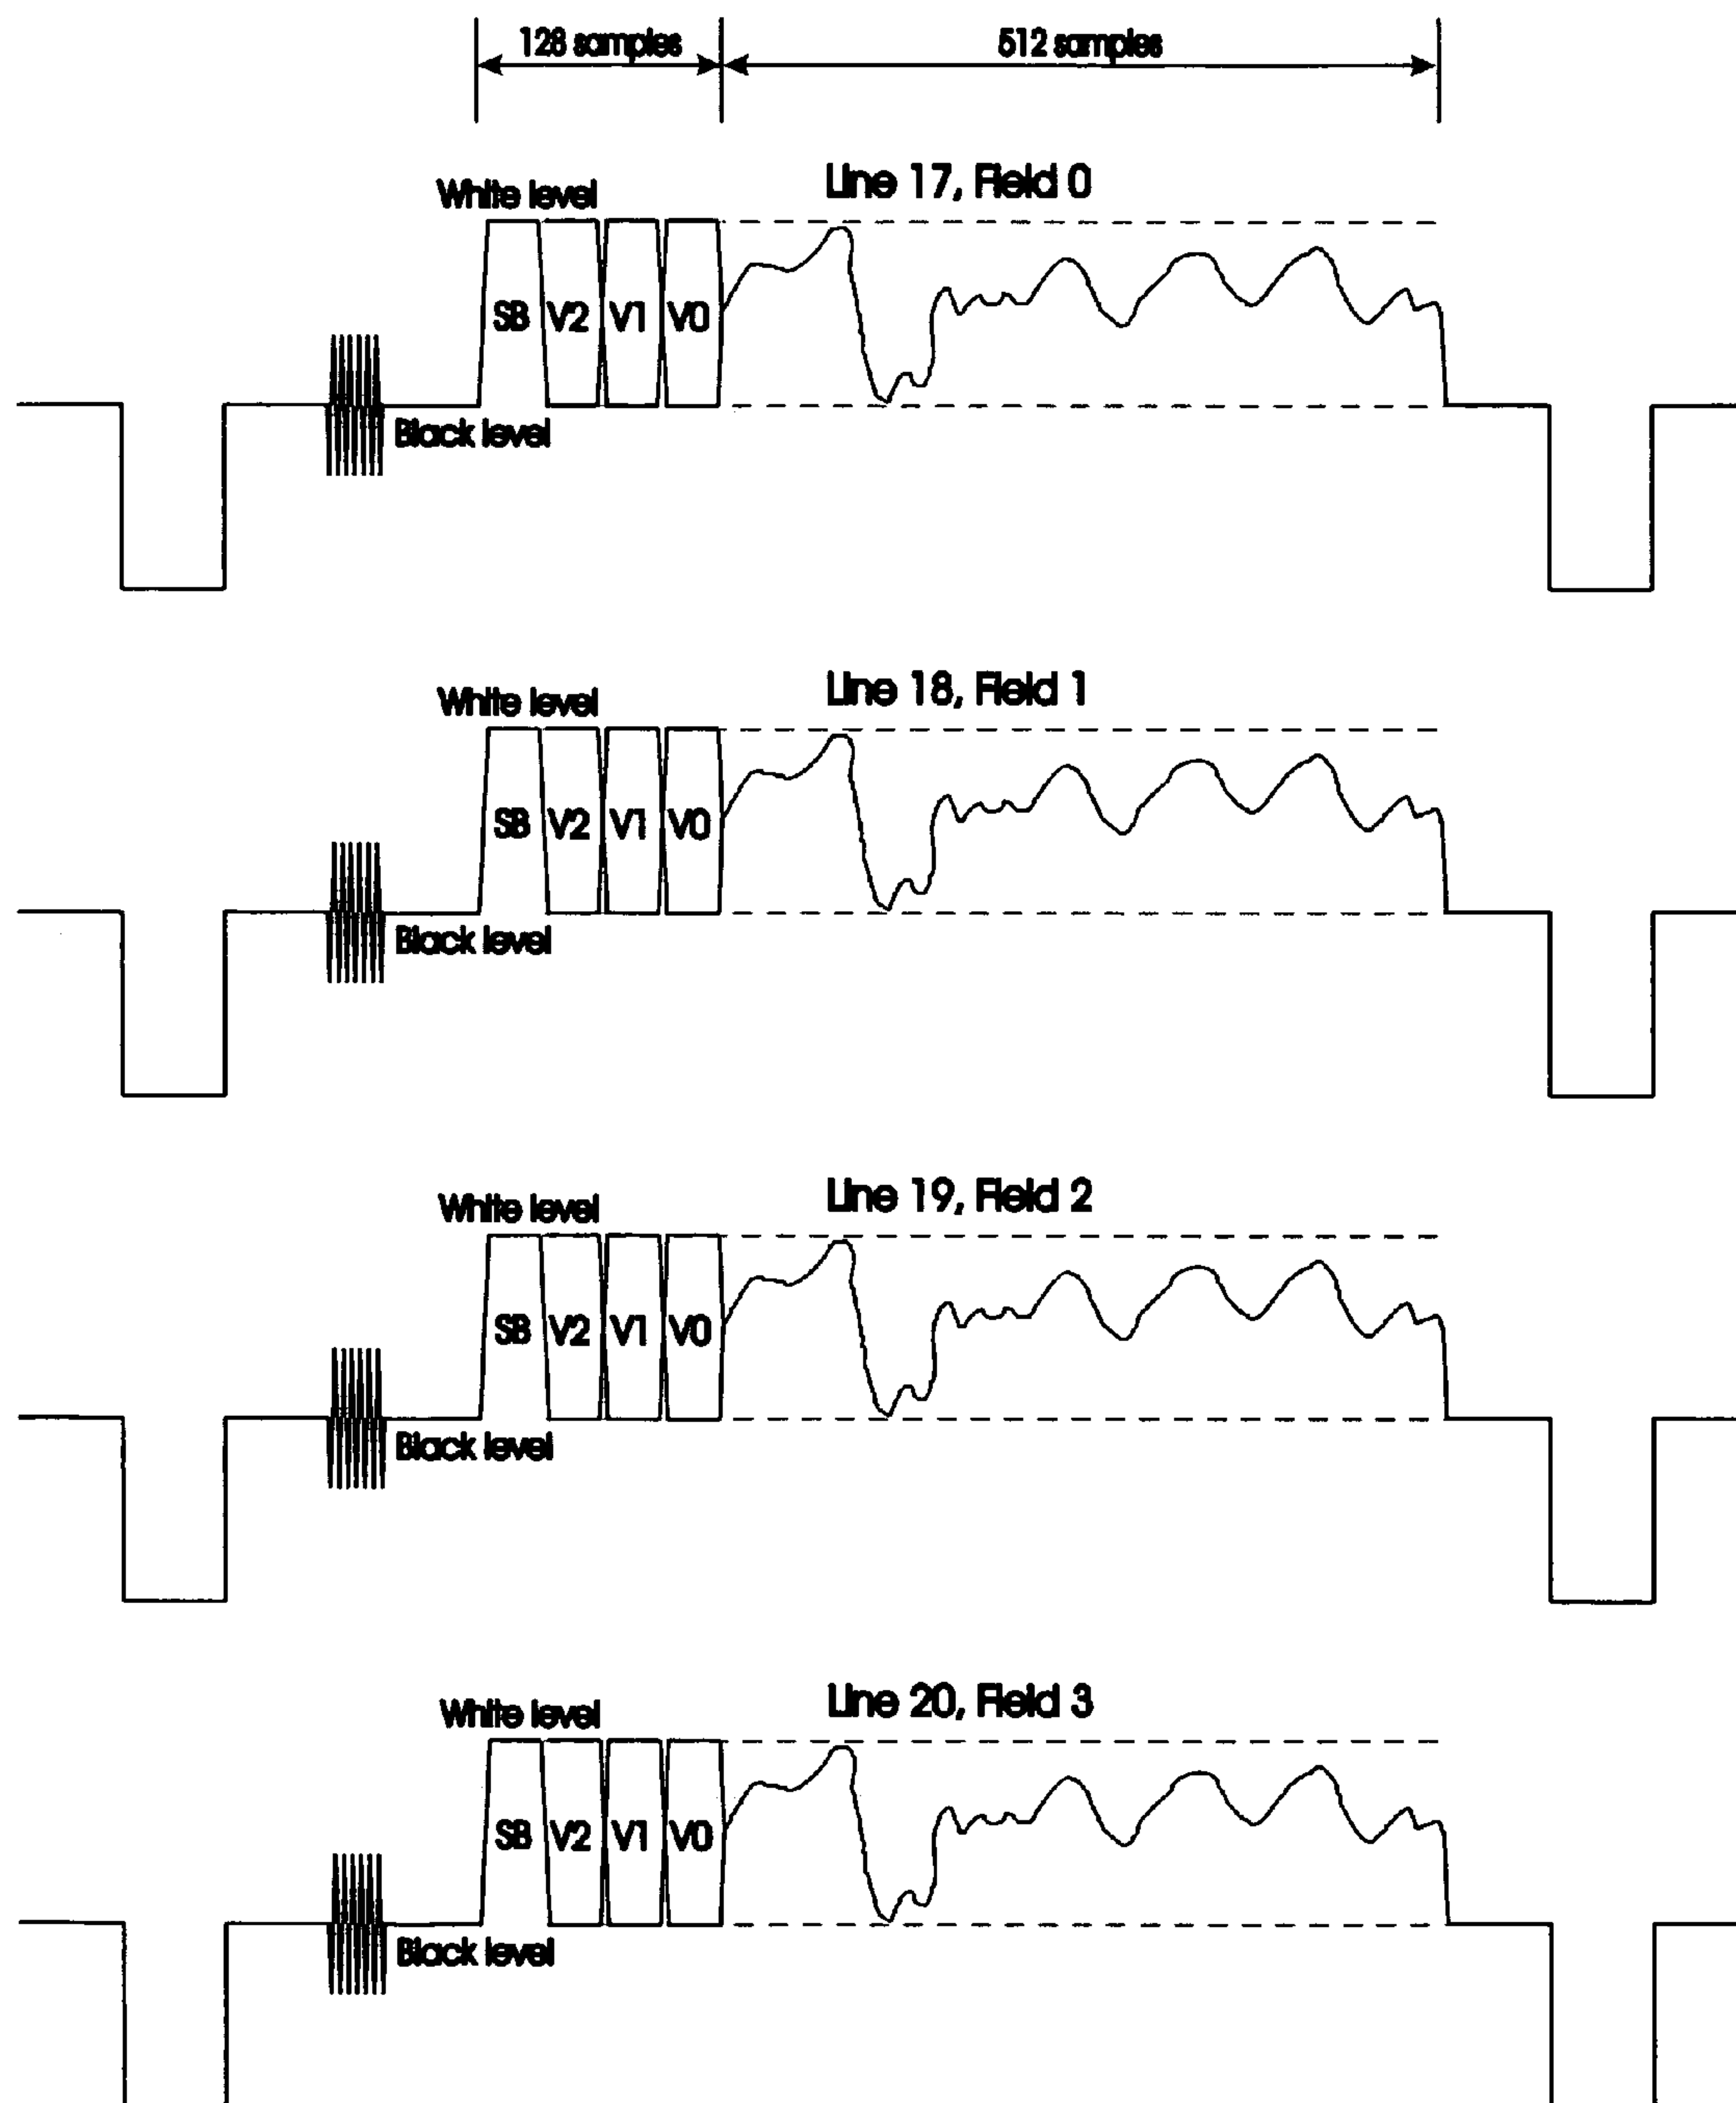 128 samples 512 samples
Line 17, Field 0
White level
SB V2 V1 V0
Black level
Line 18, Field 1
White level
SB V2 V1 V0
Black level
Line 19, Field 2
White level
SB V2 V1 V0
Black level
Line 20, Field 3
White level
SB V2 V1 V0
Black level